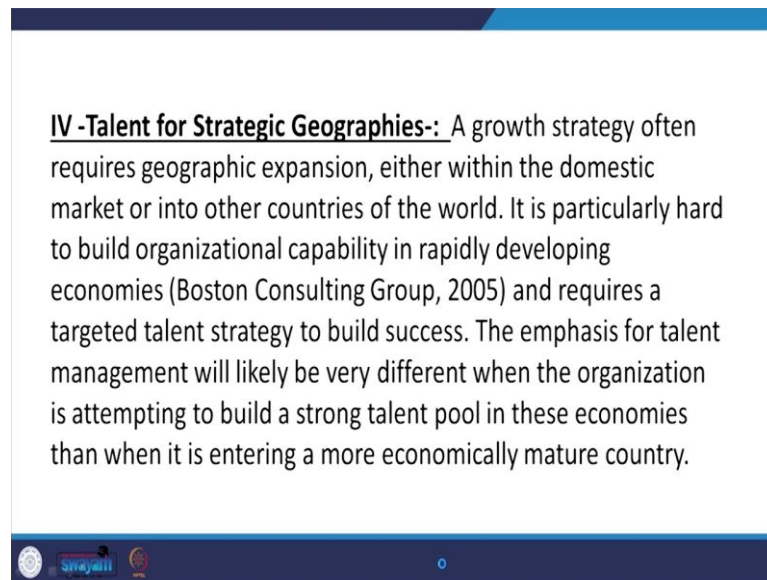 IV -Talent for Strategic Geographies-: A growth strategy often
requires geographic expansion, either within the domestic
market or into other countries of the world. It is particularly hard
to build organizational capability in rapidly developing
economies (Boston Consulting Group, 2005) and requires a
targeted talent strategy to build success. The emphasis for talent
management will likely be very different when the organization
is attempting to build a strong talent pool in these economies
than when it is entering a more economically mature country.
swayam